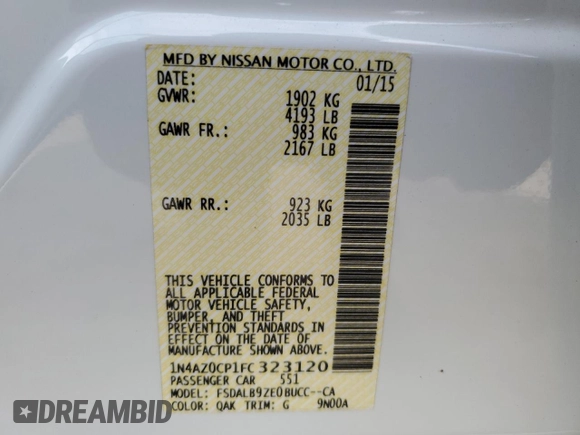 MFD BY NISSAN MOTOR CO., LTD.
DATE: 01/15
GVWR: 1902 KG
4193 LB
GAWR FR.: 983 KG
2167 LB
GAWR RR.: 923 KG
2035 LB
THIS VEHICLE CONFORMS TO
ALL APPLICABLE FEDERAL
MOTOR VEHICLE SAFETY,
BUMPER, AND THEFT
PREVENTION STANDARDS IN
EFFECT ON THE DATE OF
MANUFACTURE SHOWN ABOVE.
1N4AZ0CP1FC323120
PASSENGER CAR 551
MODEL: FSDALB9ZE0BUCC--CA
COLOR: QAK TRIM: G 9N00A
DREAMBID
dreambid.com